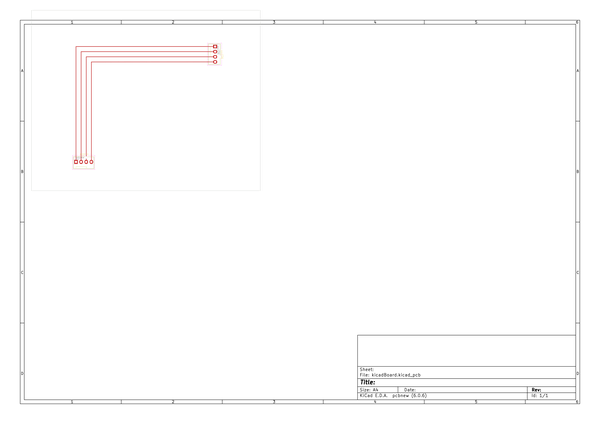 1 2 3 4 5 6
A A
B B
C C
D D
Sheet:
File: kicadBoard.kicad_pcb
Title:
Size: A4 Date: Rev:
KiCad E.D.A. pcbnew (6.0.6) Id: 1/1
1 2 3 4 5 6